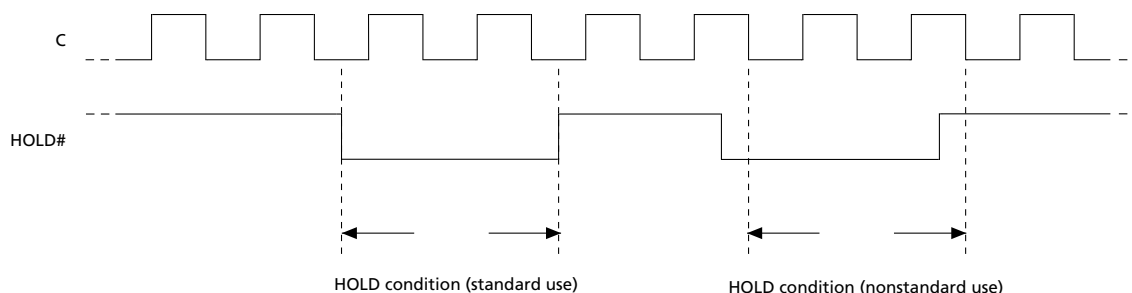 C
HOLD#
HOLD condition (standard use)
HOLD condition (nonstandard use)